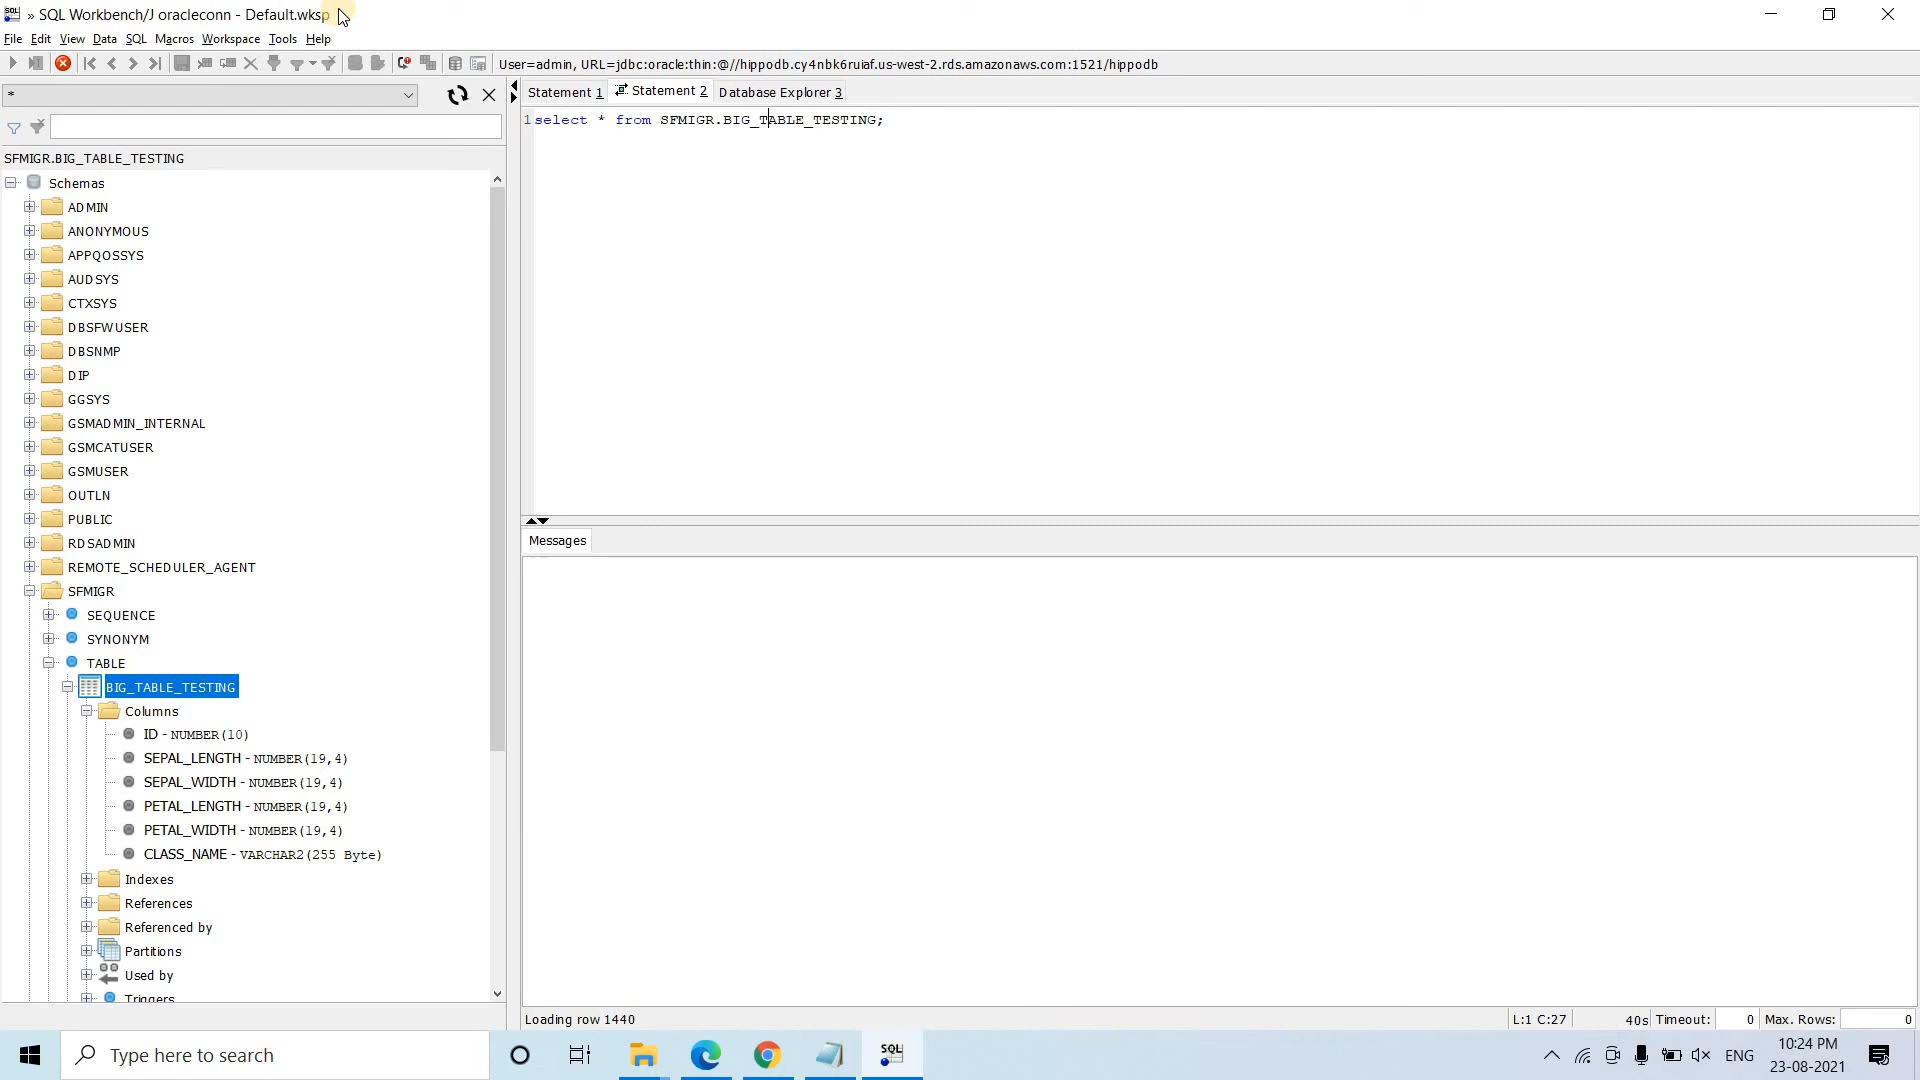 » SQL Workbench/J oracleconn - Default.wksp
File Edit View Data SQL Macros Workspace Tools Help
User=admin, URL=jdbc:oracle:thin:@//hippodb.cy4nbk6ruiaf.us-west-2.rds.amazonaws.com:1521/hippodb
*
Statement 1 Statement 2 Database Explorer 3
1 select * from SFMIGR.BIG_TABLE_TESTING;
SFMIGR.BIG_TABLE_TESTING
Schemas
ADMIN
ANONYMOUS
APPQOSSYS
AUDSYS
CTXSYS
DBSFWUSER
DBSNMP
DIP
GGSYS
GSMADMIN_INTERNAL
GSMCATUSER
GSMUSER
OUTLN
PUBLIC
RDSADMIN
REMOTE_SCHEDULER_AGENT
SFMIGR
SEQUENCE
SYNONYM
TABLE
BIG_TABLE_TESTING
Columns
ID - NUMBER(10)
SEPAL_LENGTH - NUMBER(19,4)
SEPAL_WIDTH - NUMBER(19,4)
PETAL_LENGTH - NUMBER(19,4)
PETAL_WIDTH - NUMBER(19,4)
CLASS_NAME - VARCHAR2(255 Byte)
Indexes
References
Referenced by
Partitions
Used by
Triggers
Messages
Loading row 1440
L:1 C:27 40s Timeout: 0 Max. Rows: 0
Type here to search
SQL
ENG
10:24 PM
23-08-2021